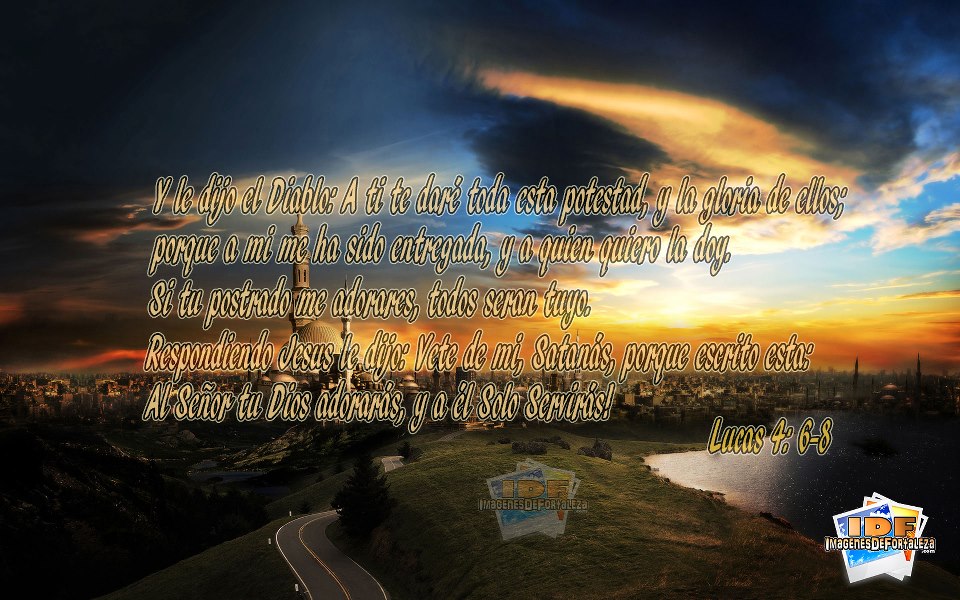 Y le dijo el Diablo: A ti te daré toda esta potestad, y la gloria de ellos;
porque a mi me ha sido entregada, y a quien quiero la doy.
Si tu postrado me adorares, todos seran tuyo.
Respondiendo Jesus le dijo: Vete de mi, Satanás, porque escrito esta:
Al Señor tu Dios adorarás, y a él Solo Servirás!
Lucas 4: 6-8
IDF
IMAGENESDEFORTALEZA
IDF
IMAGENESDEFORTALEZA
.com